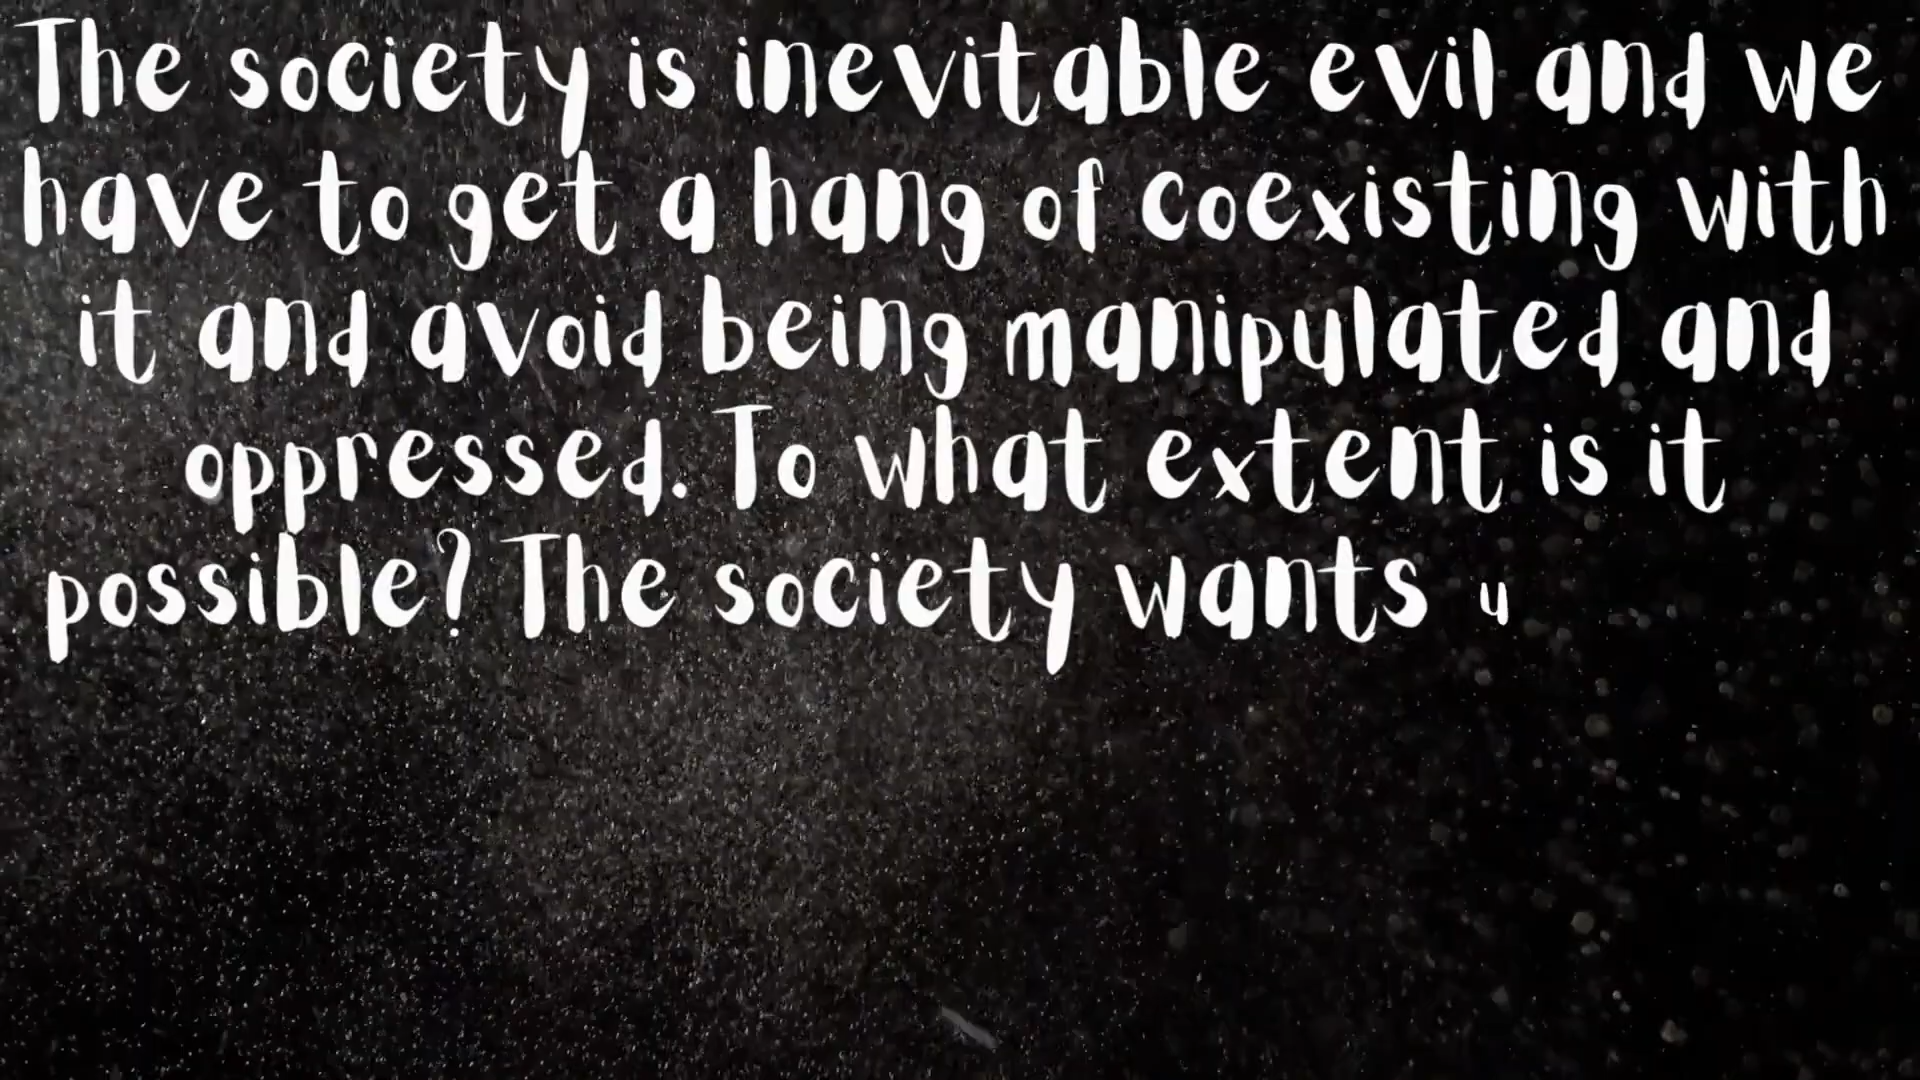 The society is inevitable evil and we
have to get a hang of coexisting with
it and avoid being manipulated and
oppressed. To what extent is it
possible? The society wants u